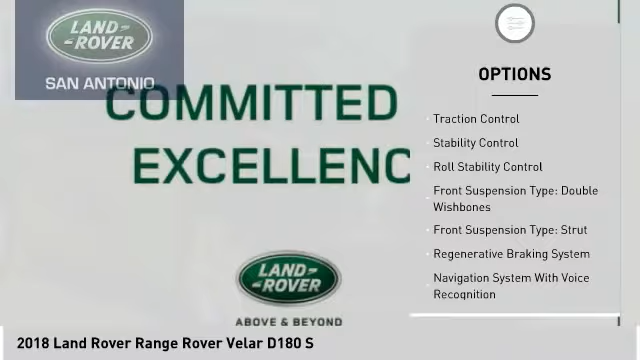 LAND-
-ROVER
SAN ANTONIO
COMMITTED
EXCELLENC
LAND-
-ROVER
ABOVE & BEYOND
OPTIONS
Traction Control
Stability Control
Roll Stability Control
Front Suspension Type: Double
Wishbones
Front Suspension Type: Strut
Regenerative Braking System
Navigation System With Voice
Recognition
2018 Land Rover Range Rover Velar D180 S